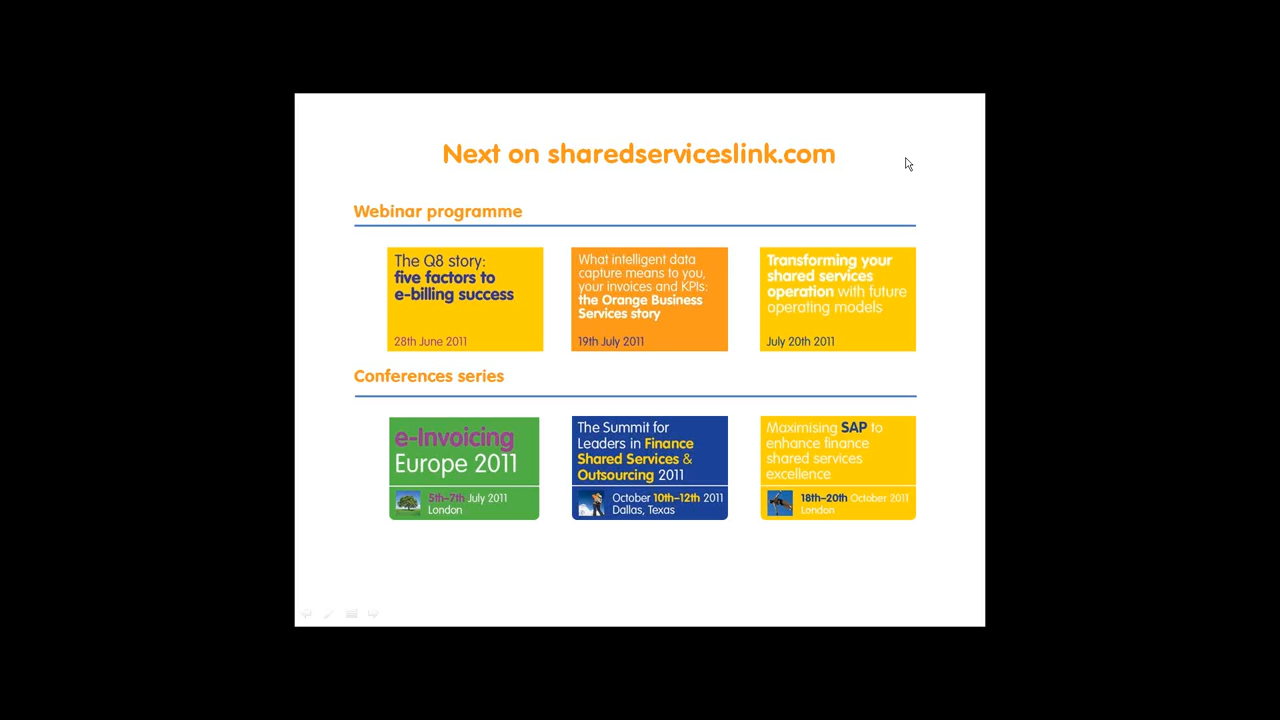 Next on sharedserviceslink.com
Webinar programme
The Q8 story:
five factors to
e-billing success
28th June 2011
What intelligent data
capture means to you,
your invoices and KPIs:
the Orange Business
Services story
19th July 2011
Transforming your
shared services
operation with future
operating models
July 20th 2011
Conferences series
e-Invoicing
Europe 2011
5th–7th July 2011
London
The Summit for
Leaders in Finance
Shared Services &
Outsourcing 2011
October 10th–12th 2011
Dallas, Texas
Maximising SAP to
enhance finance
shared services
excellence
18th–20th October 2011
London